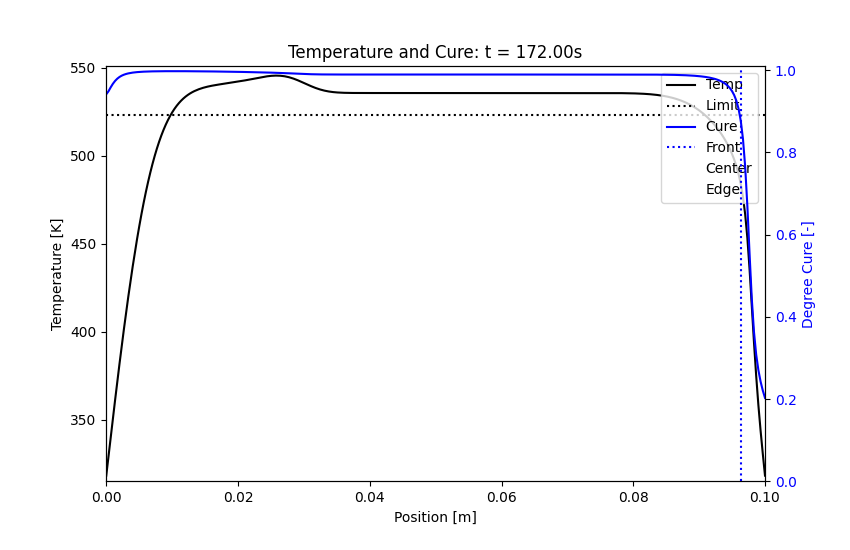 Temperature and Cure: t = 172.00s
550
500
450
400
350
Temperature [K]
0.00
0.02
0.04
0.06
0.08
0.10
Position [m]
1.0
0.8
0.6
0.4
0.2
0.0
Degree Cure [-]
Temp
Limit
Cure
Front
Center
Edge